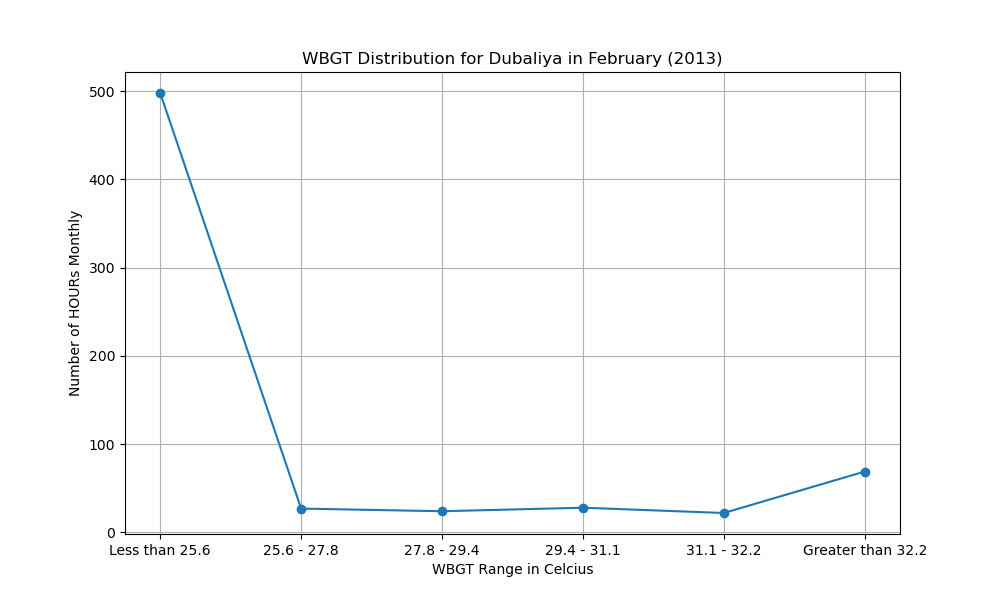 WBGT Distribution for Dubaliya in February (2013)
Number of HOURs Monthly
500
400
300
200
100
0
Less than 25.6
25.6 - 27.8
27.8 - 29.4
29.4 - 31.1
31.1 - 32.2
Greater than 32.2
WBGT Range in Celcius